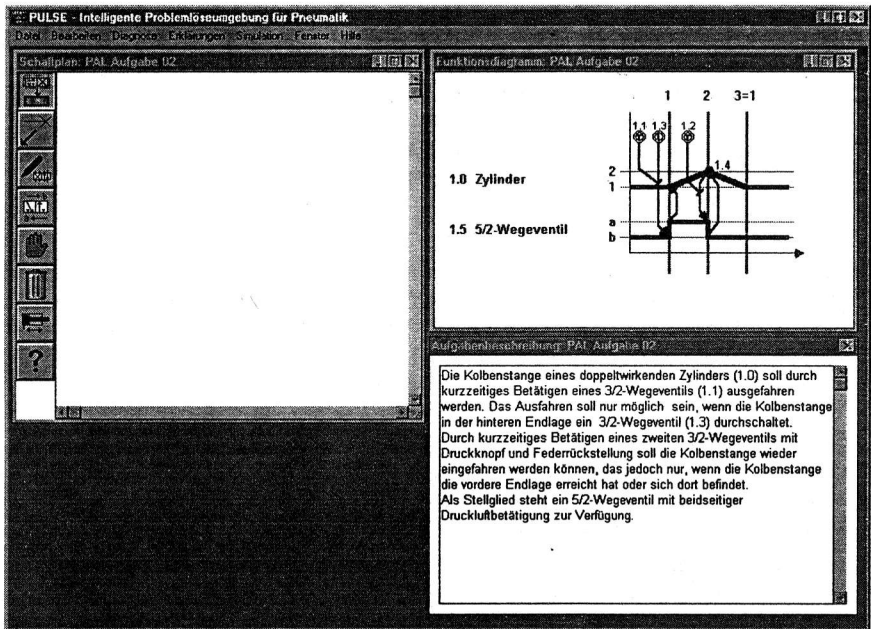 PULSE - Intelligente Problemlöseumgebung für Pneumatik
Datei Bearbeiten Diagnose Erklärungen Simulation Fenster Hilfe
Schaltplan: PAL Aufgabe 02
Funktionsdiagramm: PAL Aufgabe 02
1 2 3=1
1.1 1.3 1.2
1.4
1.0 Zylinder
2
1
1.5 5/2-Wegeventil
a
b
?
Aufgabenbeschreibung: PAL Aufgabe 02
Die Kolbenstange eines doppeltwirkenden Zylinders (1.0) soll durch
kurzzeitiges Betätigen eines 3/2-Wegeventils (1.1) ausgefahren
werden. Das Ausfahren soll nur möglich sein, wenn die Kolbenstange
in der hinteren Endlage ein 3/2-Wegeventil (1.3) durchschaltet.
Durch kurzzeitiges Betätigen eines zweiten 3/2-Wegeventils mit
Druckknopf und Federrückstellung soll die Kolbenstange wieder
eingefahren werden können, das jedoch nur, wenn die Kolbenstange
die vordere Endlage erreicht hat oder sich dort befindet.
Als Stellglied steht ein 5/2-Wegeventil mit beidseitiger
Druckluftbetätigung zur Verfügung.